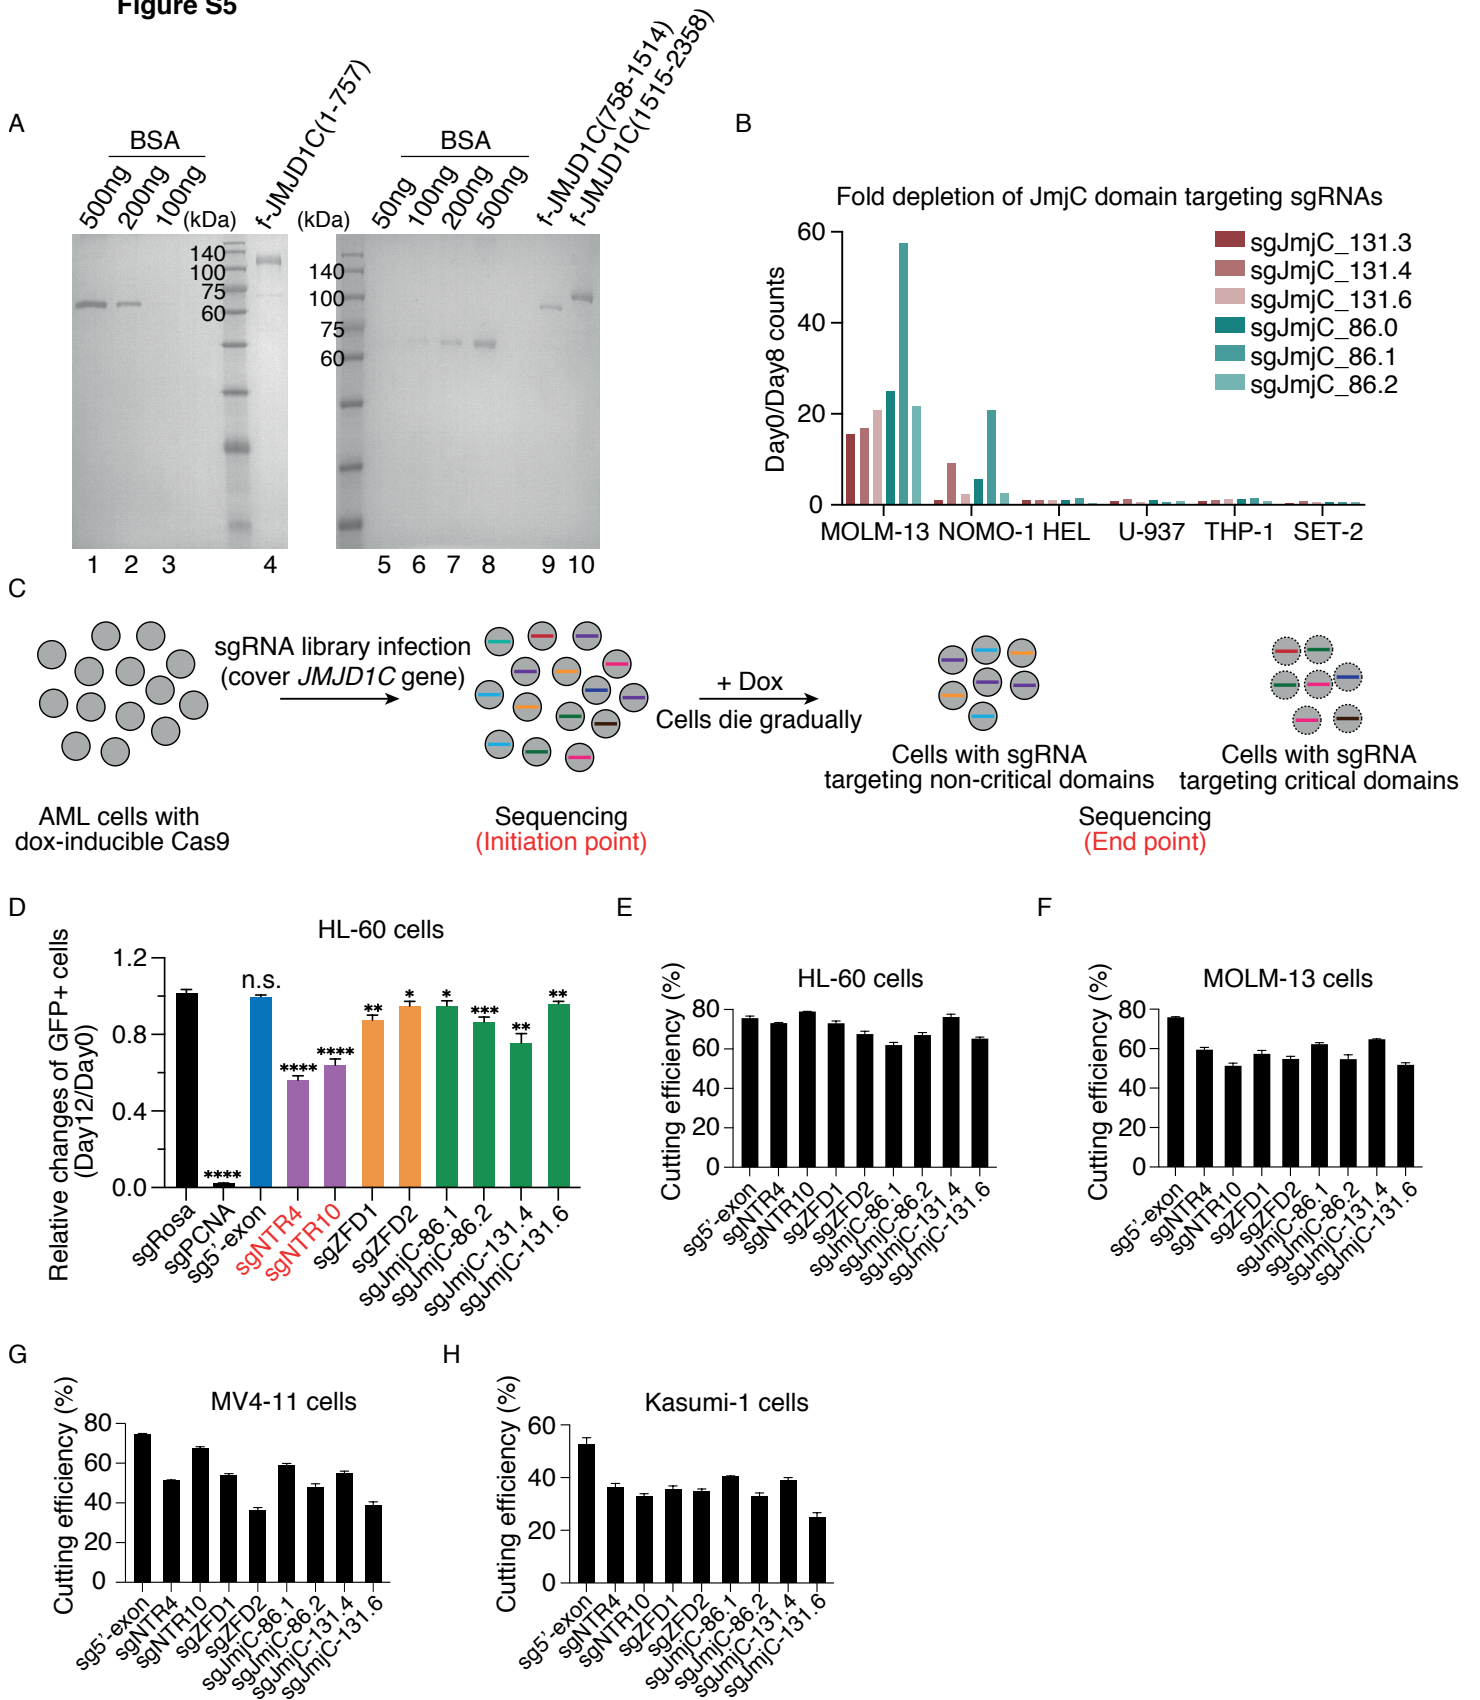 Figure S5
A
BSA
500ng
200ng
100ng
(kDa)
f-JMJD1C(1-757)
140
100
75
60
1 2 3 4
BSA
(kDa)
50ng
100ng
200ng
500ng
f-JMJD1C(758-1514)
f-JMJD1C(1515-2358)
140
100
75
60
5 6 7 8 9 10
B
Fold depletion of JmjC domain targeting sgRNAs
Day0/Day8 counts
60
40
20
0
sgJmjC_131.3
sgJmjC_131.4
sgJmjC_131.6
sgJmjC_86.0
sgJmjC_86.1
sgJmjC_86.2
MOLM-13 NOMO-1 HEL U-937 THP-1 SET-2
C
sgRNA library infection
(cover JMJD1C gene)
+ Dox
Cells die gradually
AML cells with
dox-inducible Cas9
Sequencing
(Initiation point)
Cells with sgRNA
targeting non-critical domains
Cells with sgRNA
targeting critical domains
Sequencing
(End point)
D
HL-60 cells
Relative changes of GFP+ cells
(Day12/Day0)
1.2
0.8
0.4
0.0
****
n.s.
****
****
**
*
*
***
**
**
sgRosa
sgPCNA
sg5'-exon
sgNTR4
sgNTR10
sgZFD1
sgZFD2
sgJmjC-86.1
sgJmjC-86.2
sgJmjC-131.4
sgJmjC-131.6
E
HL-60 cells
Cutting efficiency (%)
80
60
40
20
0
sg5'-exon
sgNTR4
sgNTR10
sgZFD1
sgZFD2
sgJmjC-86.1
sgJmjC-86.2
sgJmjC-131.4
sgJmjC-131.6
F
MOLM-13 cells
Cutting efficiency (%)
80
60
40
20
0
sg5'-exon
sgNTR4
sgNTR10
sgZFD1
sgZFD2
sgJmjC-86.1
sgJmjC-86.2
sgJmjC-131.4
sgJmjC-131.6
G
MV4-11 cells
Cutting efficiency (%)
80
60
40
20
0
sg5'-exon
sgNTR4
sgNTR10
sgZFD1
sgZFD2
sgJmjC-86.1
sgJmjC-86.2
sgJmjC-131.4
sgJmjC-131.6
H
Kasumi-1 cells
Cutting efficiency (%)
60
40
20
0
sg5'-exon
sgNTR4
sgNTR10
sgZFD1
sgZFD2
sgJmjC-86.1
sgJmjC-86.2
sgJmjC-131.4
sgJmjC-131.6